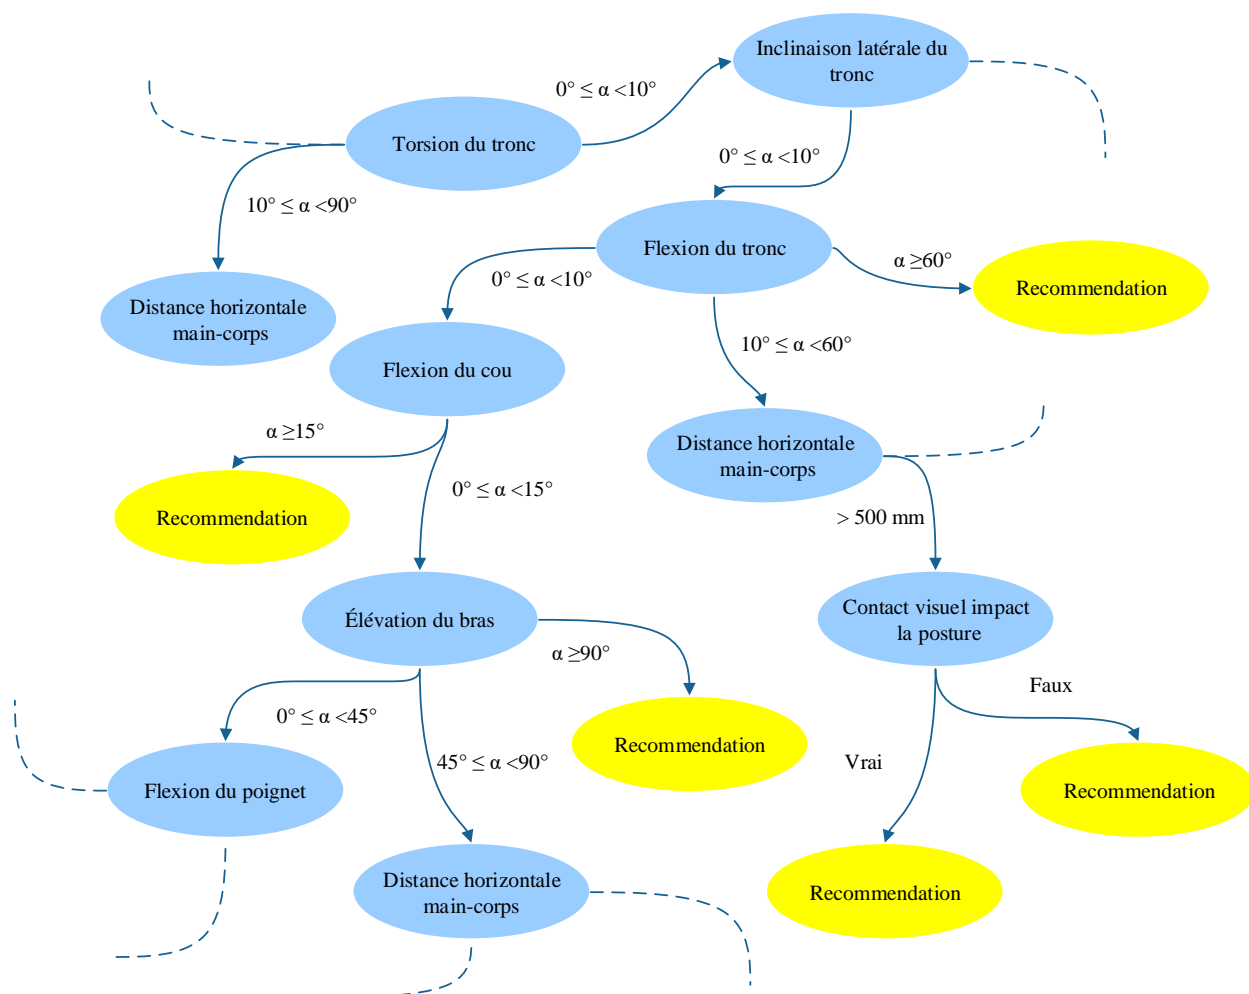 Inclinaison latérale du
tronc
0° ≤ α <10°
Torsion du tronc
0° ≤ α <10°
10° ≤ α <90°
Flexion du tronc
α ≥60°
0° ≤ α <10°
Recommendation
Distance horizontale
main-corps
10° ≤ α <60°
Flexion du cou
α ≥15°
Distance horizontale
main-corps
0° ≤ α <15°
Recommendation
> 500 mm
Contact visuel impact
la posture
Élévation du bras
α ≥90°
Faux
0° ≤ α <45°
Recommendation
45° ≤ α <90°
Vrai
Flexion du poignet
Recommendation
Distance horizontale
main-corps
Recommendation